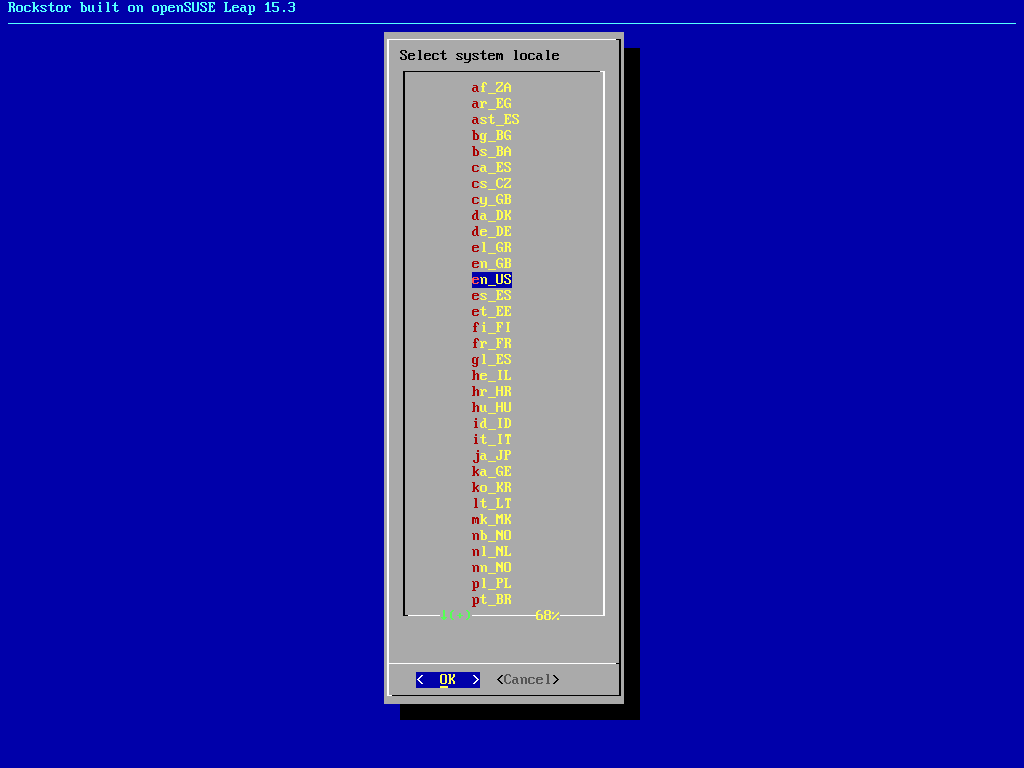 Rockstor built on openSUSE Leap 15.3
Select system locale
af_ZA
ar_EG
ast_ES
bg_BG
bs_BA
ca_ES
cs_CZ
cy_GB
da_DK
de_DE
el_GR
en_GB
en_US
es_ES
et_EE
fi_FI
fr_FR
gl_ES
he_IL
hr_HR
hu_HU
id_ID
it_IT
ja_JP
ka_GE
ko_KR
lt_LT
mk_MK
nb_NO
nl_NL
nn_NO
pl_PL
pt_BR
↓(+) 68%
< OK > <Cancel>